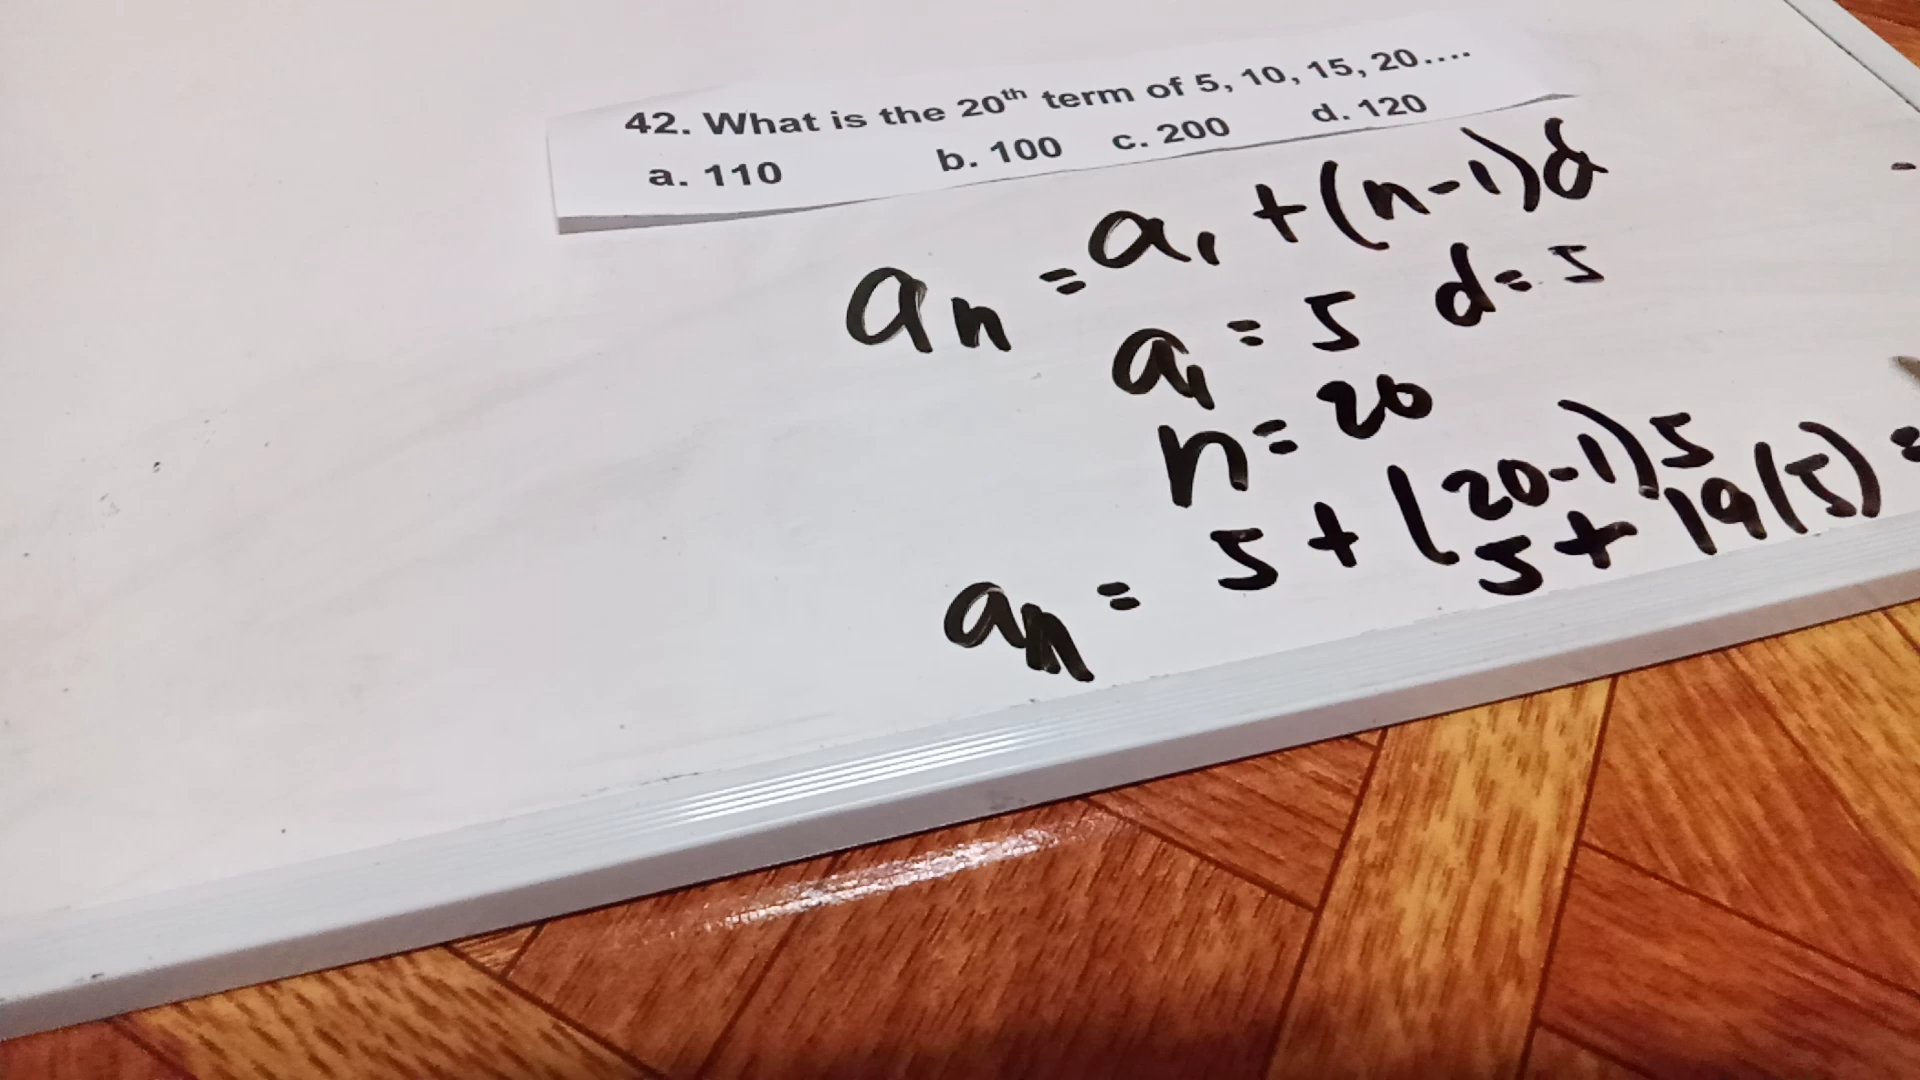 42. What is the 20th term of 5, 10, 15, 20....
a. 110 b. 100 c. 200 d. 120
an = a1 + (n-1)d
a1 = 5 d = 5
n = 20
an = 5 + (20-1)5
5 + 19(5) =